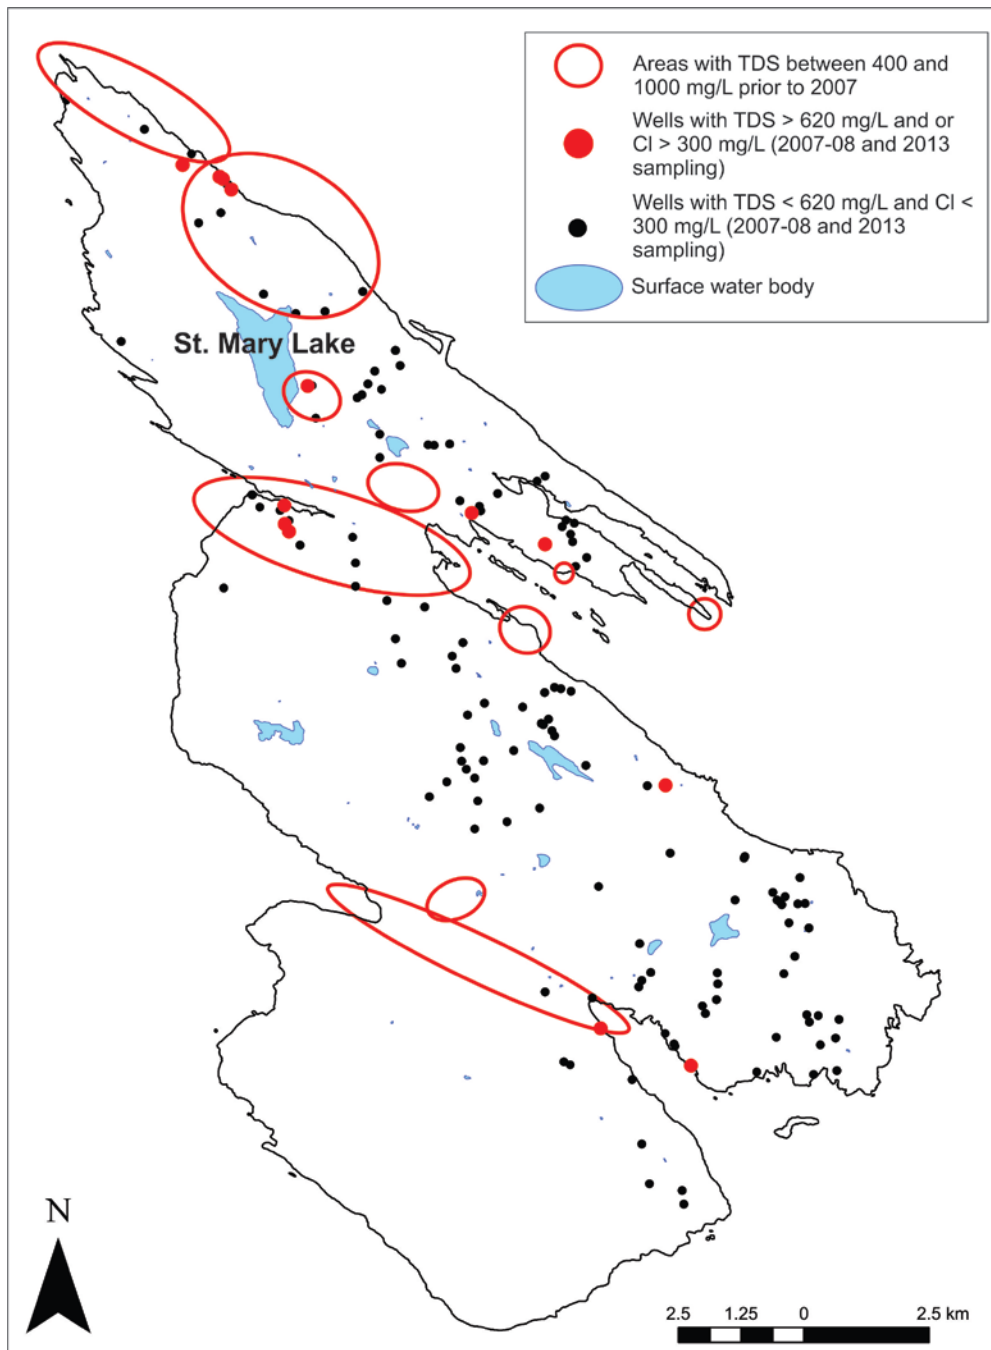 Areas with TDS between 400 and
1000 mg/L prior to 2007
Wells with TDS > 620 mg/L and or
Cl > 300 mg/L (2007-08 and 2013
sampling)
Wells with TDS < 620 mg/L and Cl <
300 mg/L (2007-08 and 2013
sampling)
Surface water body
St. Mary Lake
N
2.5 1.25 0 2.5 km